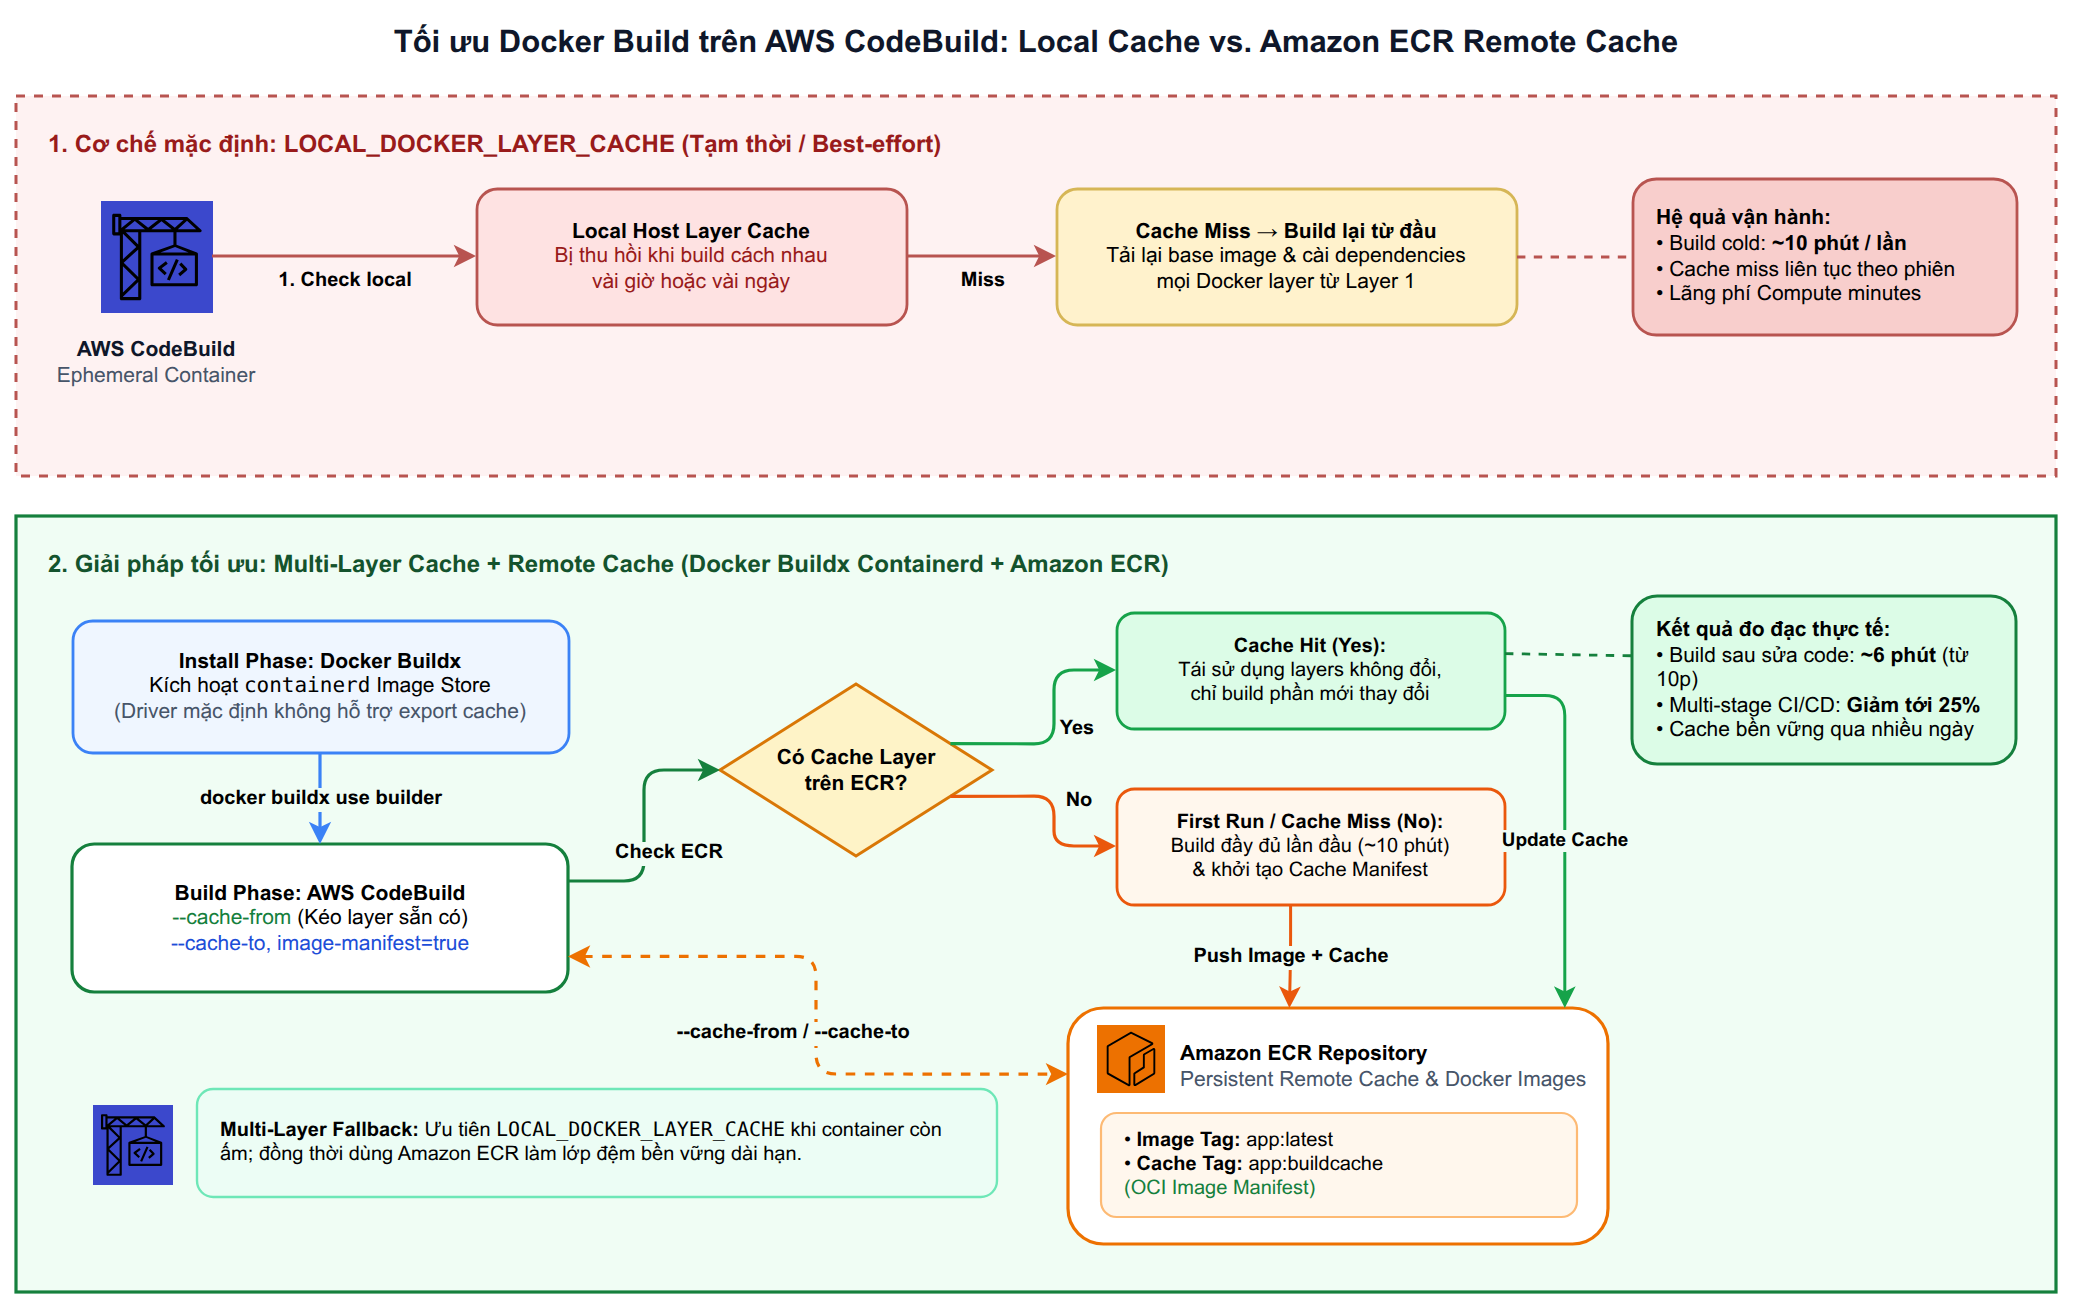 Tối ưu Docker Build trên AWS CodeBuild: Local Cache vs. Amazon ECR Remote Cache
1. Cơ chế mặc định: LOCAL_DOCKER_LAYER_CACHE (Tạm thời / Best-effort)
AWS CodeBuild
Ephemeral Container
1. Check local
Local Host Layer Cache
Bị thu hồi khi build cách nhau
vài giờ hoặc vài ngày
Miss
Cache Miss → Build lại từ đầu
Tải lại base image & cài dependencies
mọi Docker layer từ Layer 1
Hệ quả vận hành:
• Build cold: ~10 phút / lần
• Cache miss liên tục theo phiên
• Lãng phí Compute minutes
2. Giải pháp tối ưu: Multi-Layer Cache + Remote Cache (Docker Buildx Containerd + Amazon ECR)
Install Phase: Docker Buildx
Kích hoạt containerd Image Store
(Driver mặc định không hỗ trợ export cache)
docker buildx use builder
Build Phase: AWS CodeBuild
--cache-from (Kéo layer sẵn có)
--cache-to, image-manifest=true
Check ECR
Có Cache Layer
trên ECR?
Yes
No
Cache Hit (Yes):
Tái sử dụng layers không đổi,
chỉ build phần mới thay đổi
First Run / Cache Miss (No):
Build đầy đủ lần đầu (~10 phút)
& khởi tạo Cache Manifest
Kết quả đo đạc thực tế:
• Build sau sửa code: ~6 phút (từ
10p)
• Multi-stage CI/CD: Giảm tới 25%
• Cache bền vững qua nhiều ngày
Update Cache
Push Image + Cache
--cache-from / --cache-to
Amazon ECR Repository
Persistent Remote Cache & Docker Images
• Image Tag: app:latest
• Cache Tag: app:buildcache
(OCI Image Manifest)
Multi-Layer Fallback: Ưu tiên LOCAL_DOCKER_LAYER_CACHE khi container còn
ấm; đồng thời dùng Amazon ECR làm lớp đệm bền vững dài hạn.